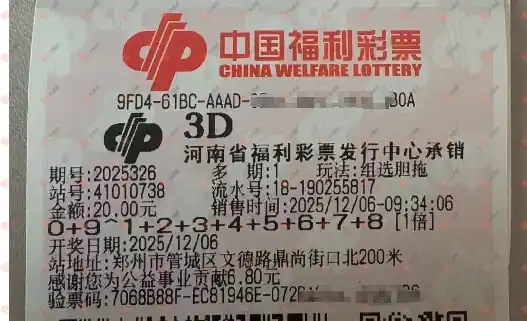 中国福利彩票
CHINA WELFARE LOTTERY
9FD4-61BC-AAAD- B0A
3D
河南省福利彩票发行中心承销
期号:2025326 多 期:1 玩法:组选胆拖
站号:41010738 流水号:18-190255817
金额:20.00元 销售时间:2025/12/06-09:34:06
0+9^1+2+3+4+5+6+7+8 [1倍]
开奖日期:2025/12/06
站地址:郑州市管城区文德路鼎尚街口北200米
感谢您为公益事业贡献6.80元
验票码:7068B88F-EC81946E-072